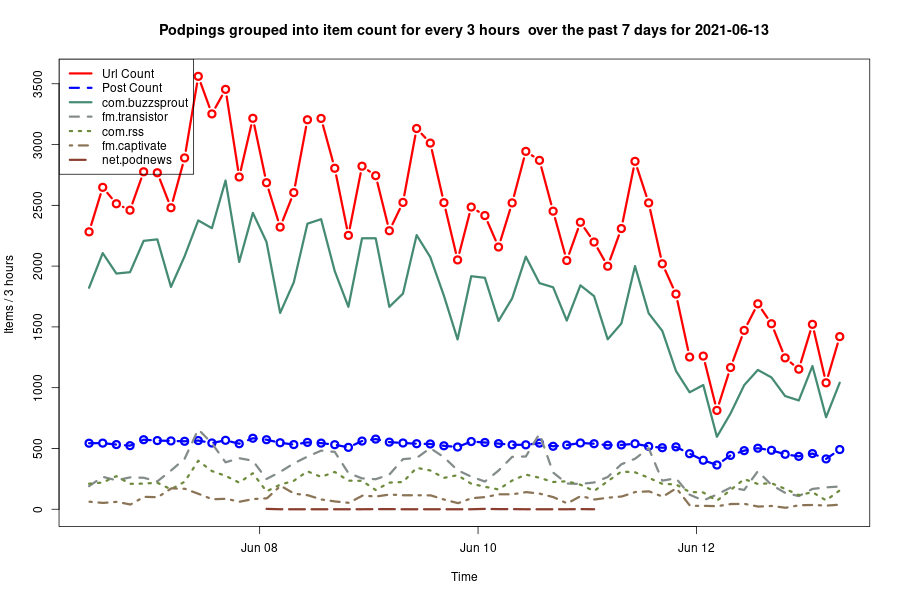 Podpings grouped into item count for every 3 hours  over the past 7 days for 2021-06-13
Url Count
Post Count
com.buzzsprout
fm.transistor
com.rss
fm.captivate
net.podnews
Items / 3 hours
3500
3000
2500
2000
1500
1000
500
0
Jun 08
Jun 10
Jun 12
Time